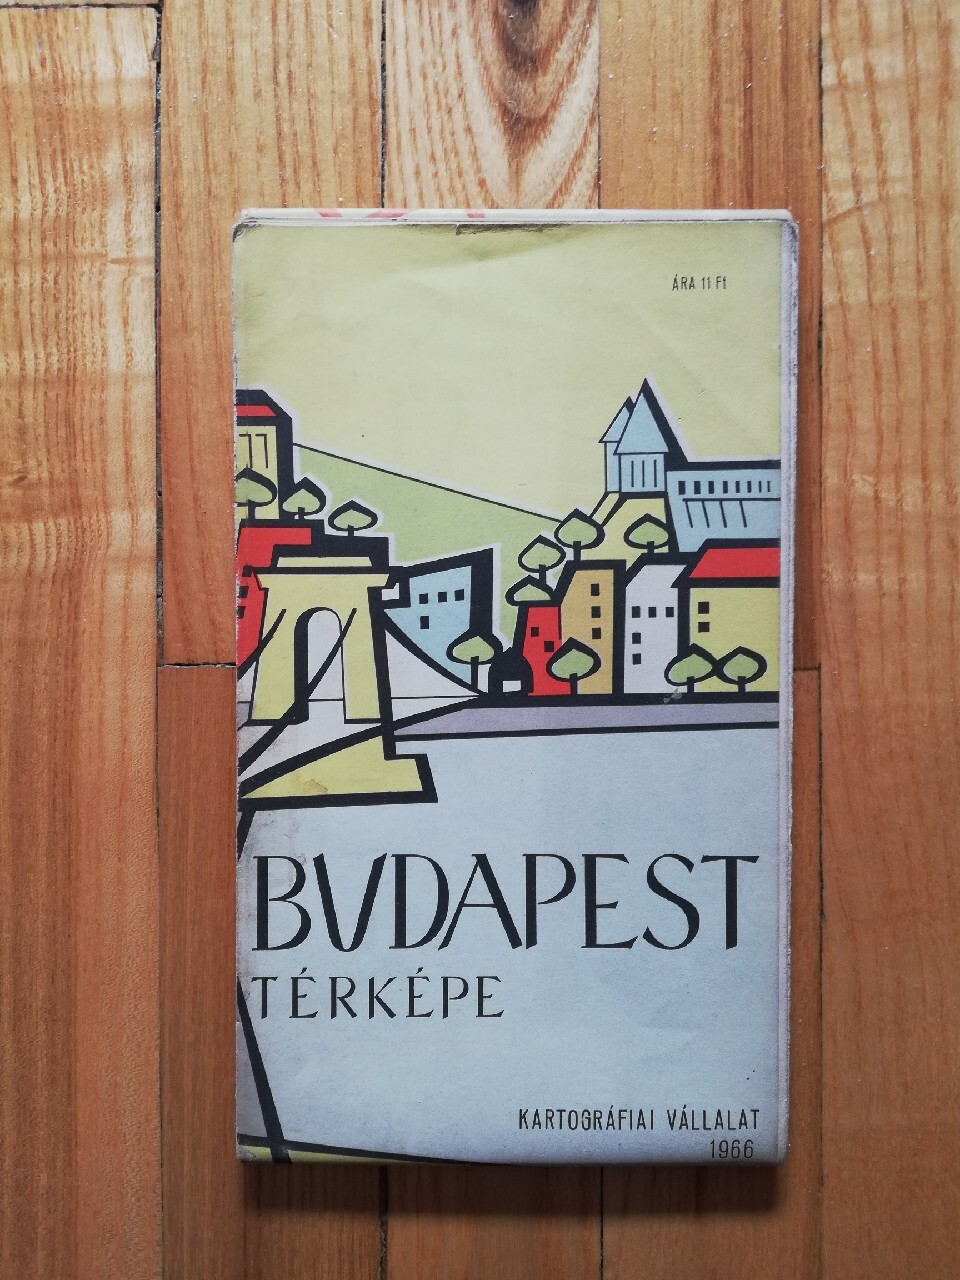 ÁRA 11 Ft
BUDAPEST
TÉRKÉPE
KARTOGRÁFIAI VÁLLALAT
1966